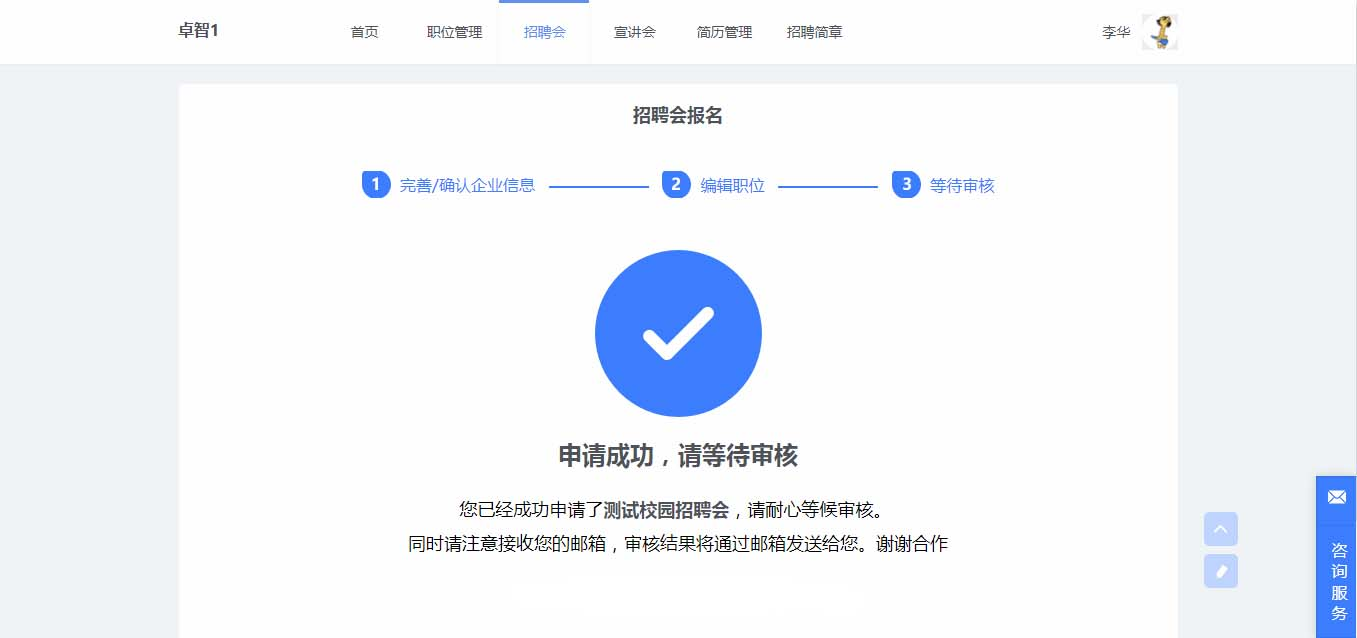 卓智1 首页 职位管理 招聘会 宣讲会 简历管理 招聘简章 李华
招聘会报名
1 完善/确认企业信息 2 编辑职位 3 等待审核
申请成功，请等待审核
您已经成功申请了测试校园招聘会，请耐心等候审核。
同时请注意接收您的邮箱，审核结果将通过邮箱发送给您。谢谢合作
咨询服务